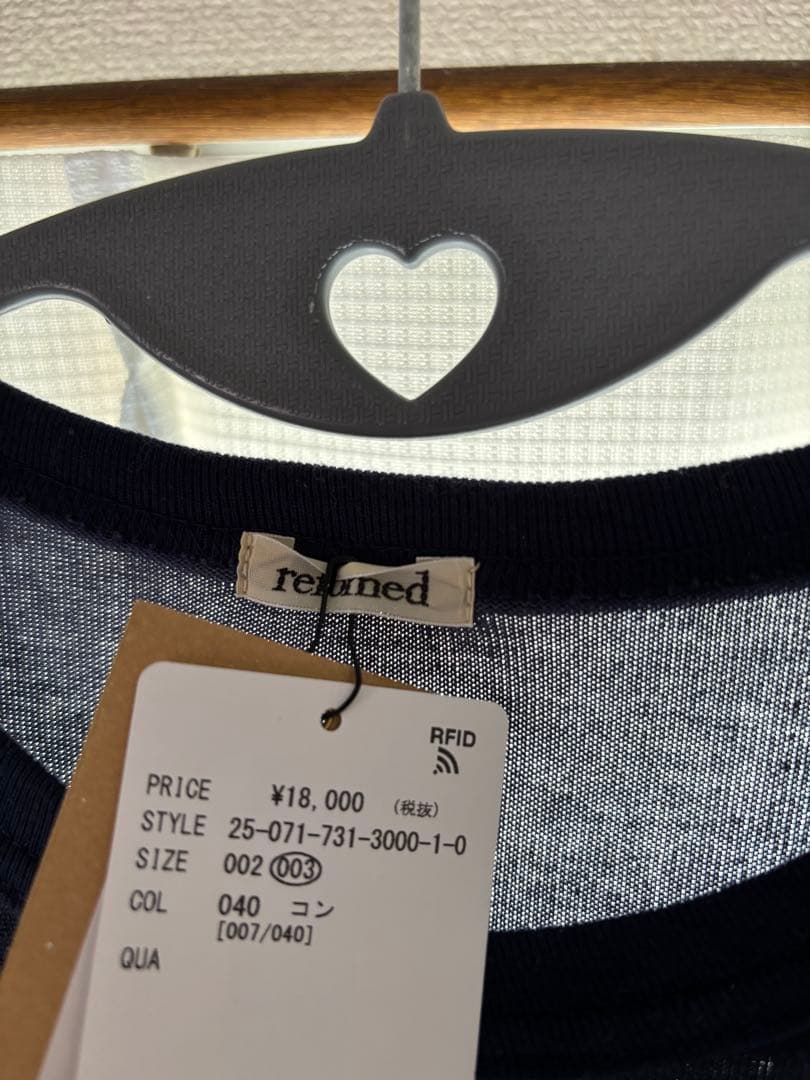 refomed
RFID
PRICE ¥18,000 (税抜)
STYLE 25-071-731-3000-1-0
SIZE 002 003
COL 040 コン
[007/040]
QUA